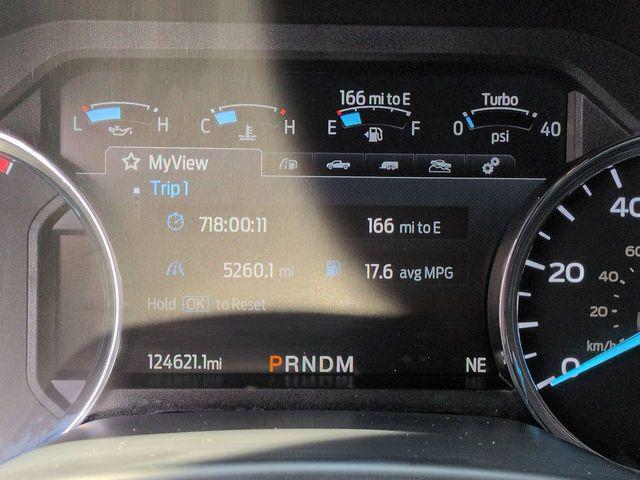 166 mi to E
Turbo
L H C H E F 0 psi 40
MyView
Trip 1
718:00:11 166 mi to E
5260.1 mi 17.6 avg MPG
Hold OK to Reset
124621.1mi PRNDM NE
40
60
20
40
20
km/h
0